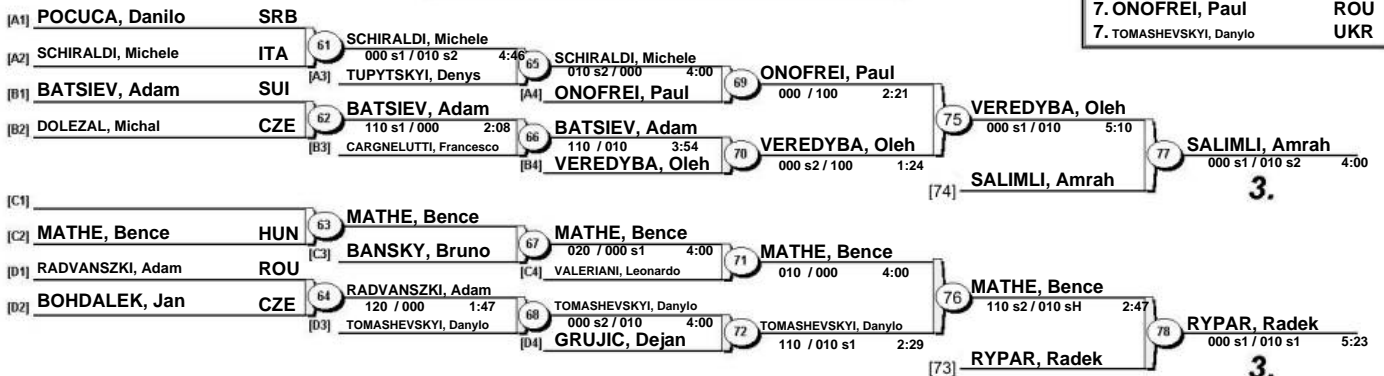 7. ONOFREI, Paul ROU
7. TOMASHEVSKYI, Danylo UKR
[A1] POCUCA, Danilo SRB
61
[A2] SCHIRALDI, Michele ITA
SCHIRALDI, Michele
000 s1 / 010 s2 4:46
[A3] TUPYTSKYI, Denys
65
SCHIRALDI, Michele
010 s2 / 000 4:00
[A4] ONOFREI, Paul
69
ONOFREI, Paul
000 / 100 2:21
[B1] BATSIEV, Adam SUI
62
[B2] DOLEZAL, Michal CZE
BATSIEV, Adam
110 s1 / 000 2:08
[B3] CARGNELUTTI, Francesco
66
BATSIEV, Adam
110 / 010 3:54
[B4] VEREDYBA, Oleh
70
VEREDYBA, Oleh
000 s2 / 100 1:24
75
VEREDYBA, Oleh
000 s1 / 010 5:10
[74] SALIMLI, Amrah
77
SALIMLI, Amrah
000 s1 / 010 s2 4:00
3.
[C1]
63
[C2] MATHE, Bence HUN
MATHE, Bence
[C3] BANSKY, Bruno
67
MATHE, Bence
020 / 000 s1 4:00
[C4] VALERIANI, Leonardo
71
MATHE, Bence
010 / 000 4:00
[D1] RADVANSZKI, Adam ROU
64
[D2] BOHDALEK, Jan CZE
RADVANSZKI, Adam
120 / 000 1:47
[D3] TOMASHEVSKYI, Danylo
68
TOMASHEVSKYI, Danylo
000 s2 / 010 4:00
[D4] GRUJIC, Dejan
72
TOMASHEVSKYI, Danylo
110 / 010 s1 2:29
76
MATHE, Bence
110 s2 / 010 sH 2:47
[73] RYPAR, Radek
78
RYPAR, Radek
000 s1 / 010 s1 5:23
3.